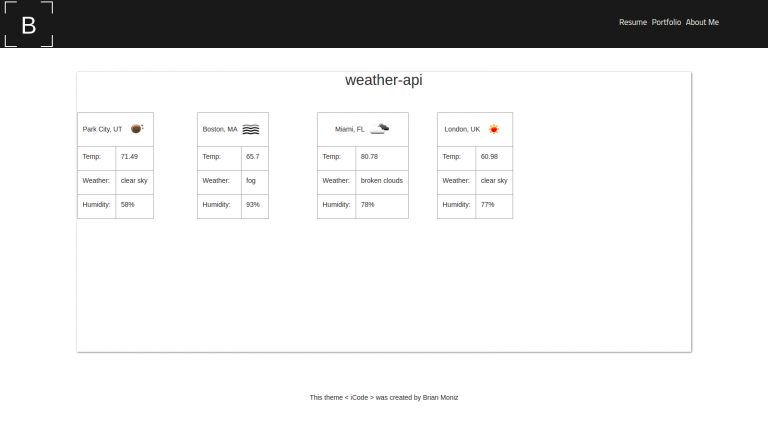 B
Resume Portfolio About Me
weather-api
Park City, UT
Temp: 71.49
Weather: clear sky
Humidity: 58%
Boston, MA
Temp: 65.7
Weather: fog
Humidity: 93%
Miami, FL
Temp: 80.78
Weather: broken clouds
Humidity: 78%
London, UK
Temp: 60.98
Weather: clear sky
Humidity: 77%
This theme < iCode > was created by Brian Moniz